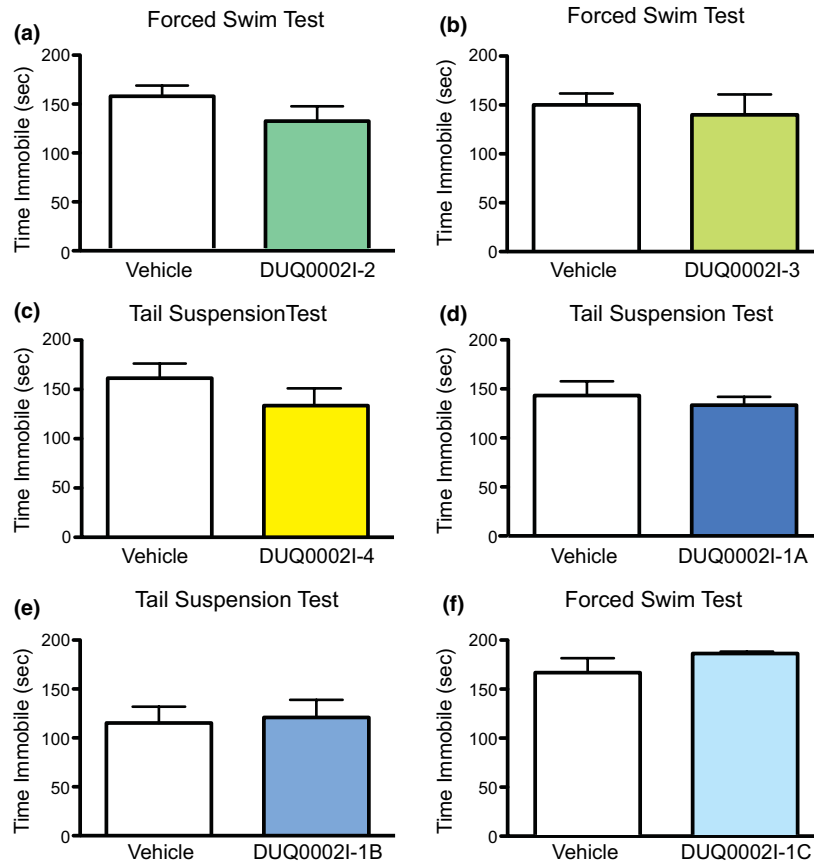 (a)
Forced Swim Test
Time Immobile (sec)
200
150
100
50
0
Vehicle
DUQ0002I-2
(b)
Forced Swim Test
Time Immobile (sec)
200
150
100
50
0
Vehicle
DUQ0002I-3
(c)
Tail SuspensionTest
Time Immobile (sec)
200
150
100
50
0
Vehicle
DUQ0002I-4
(d)
Tail Suspension Test
Time Immobile (sec)
200
150
100
50
0
Vehicle
DUQ0002I-1A
(e)
Tail Suspension Test
Time Immobile (sec)
200
150
100
50
0
Vehicle
DUQ0002I-1B
(f)
Forced Swim Test
Time Immobile (sec)
200
150
100
50
0
Vehicle
DUQ0002I-1C